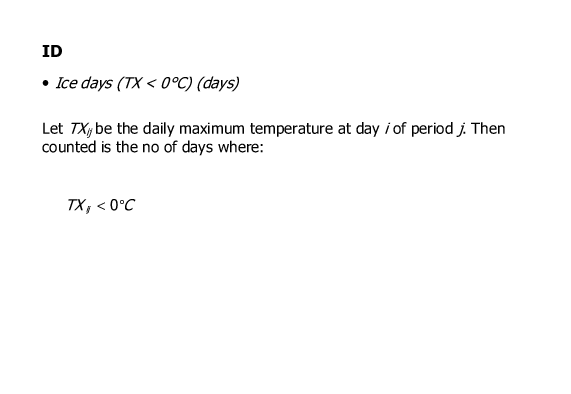 ID
• Ice days (TX < 0°C) (days)
Let TXij be the daily maximum temperature at day i of period j. Then
counted is the no of days where:
TXij < 0°C